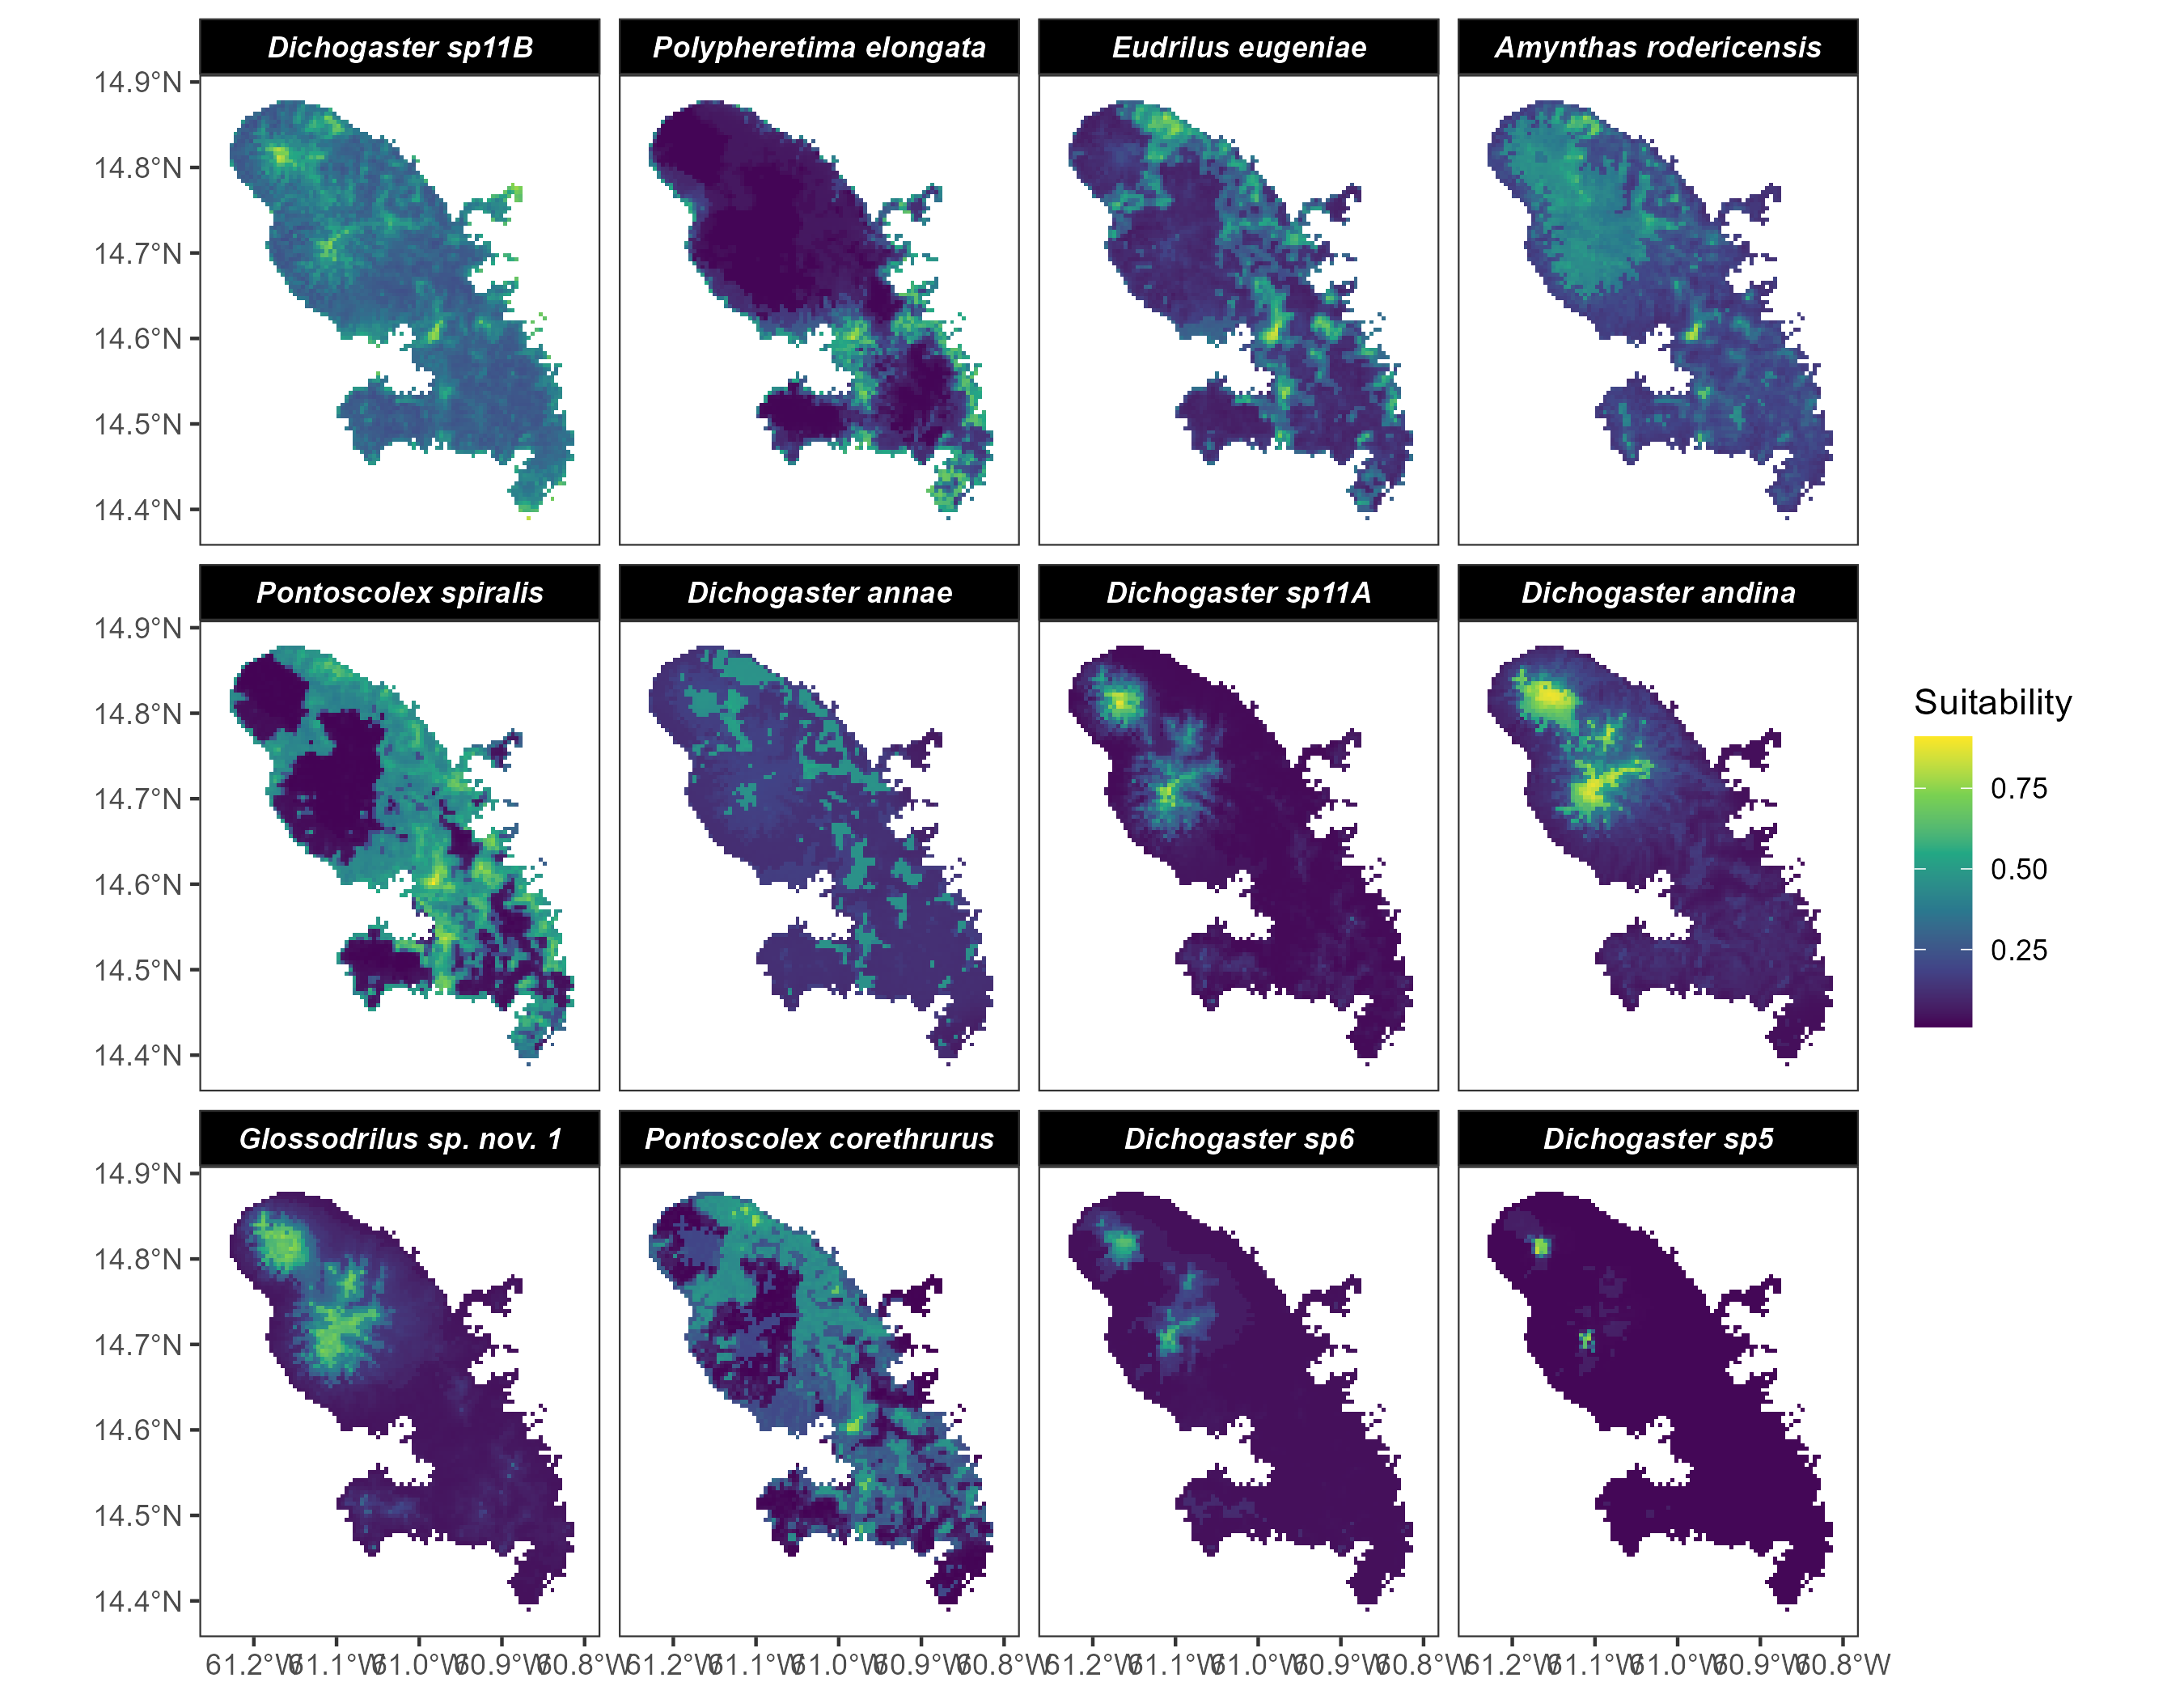 Dichogaster sp11B
Polypheretima elongata
Eudrilus eugeniae
Amynthas rodericensis
14.9°N
14.8°N
14.7°N
14.6°N
14.5°N
14.4°N
Pontoscolex spiralis
Dichogaster annae
Dichogaster sp11A
Dichogaster andina
14.9°N
14.8°N
14.7°N
14.6°N
14.5°N
14.4°N
Suitability
0.75
0.50
0.25
Glossodrilus sp. nov. 1
Pontoscolex corethrurus
Dichogaster sp6
Dichogaster sp5
14.9°N
14.8°N
14.7°N
14.6°N
14.5°N
14.4°N
61.2°W 61.1°W 61.0°W 60.9°W 60.8°W
61.2°W 61.1°W 61.0°W 60.9°W 60.8°W
61.2°W 61.1°W 61.0°W 60.9°W 60.8°W
61.2°W 61.1°W 61.0°W 60.9°W 60.8°W